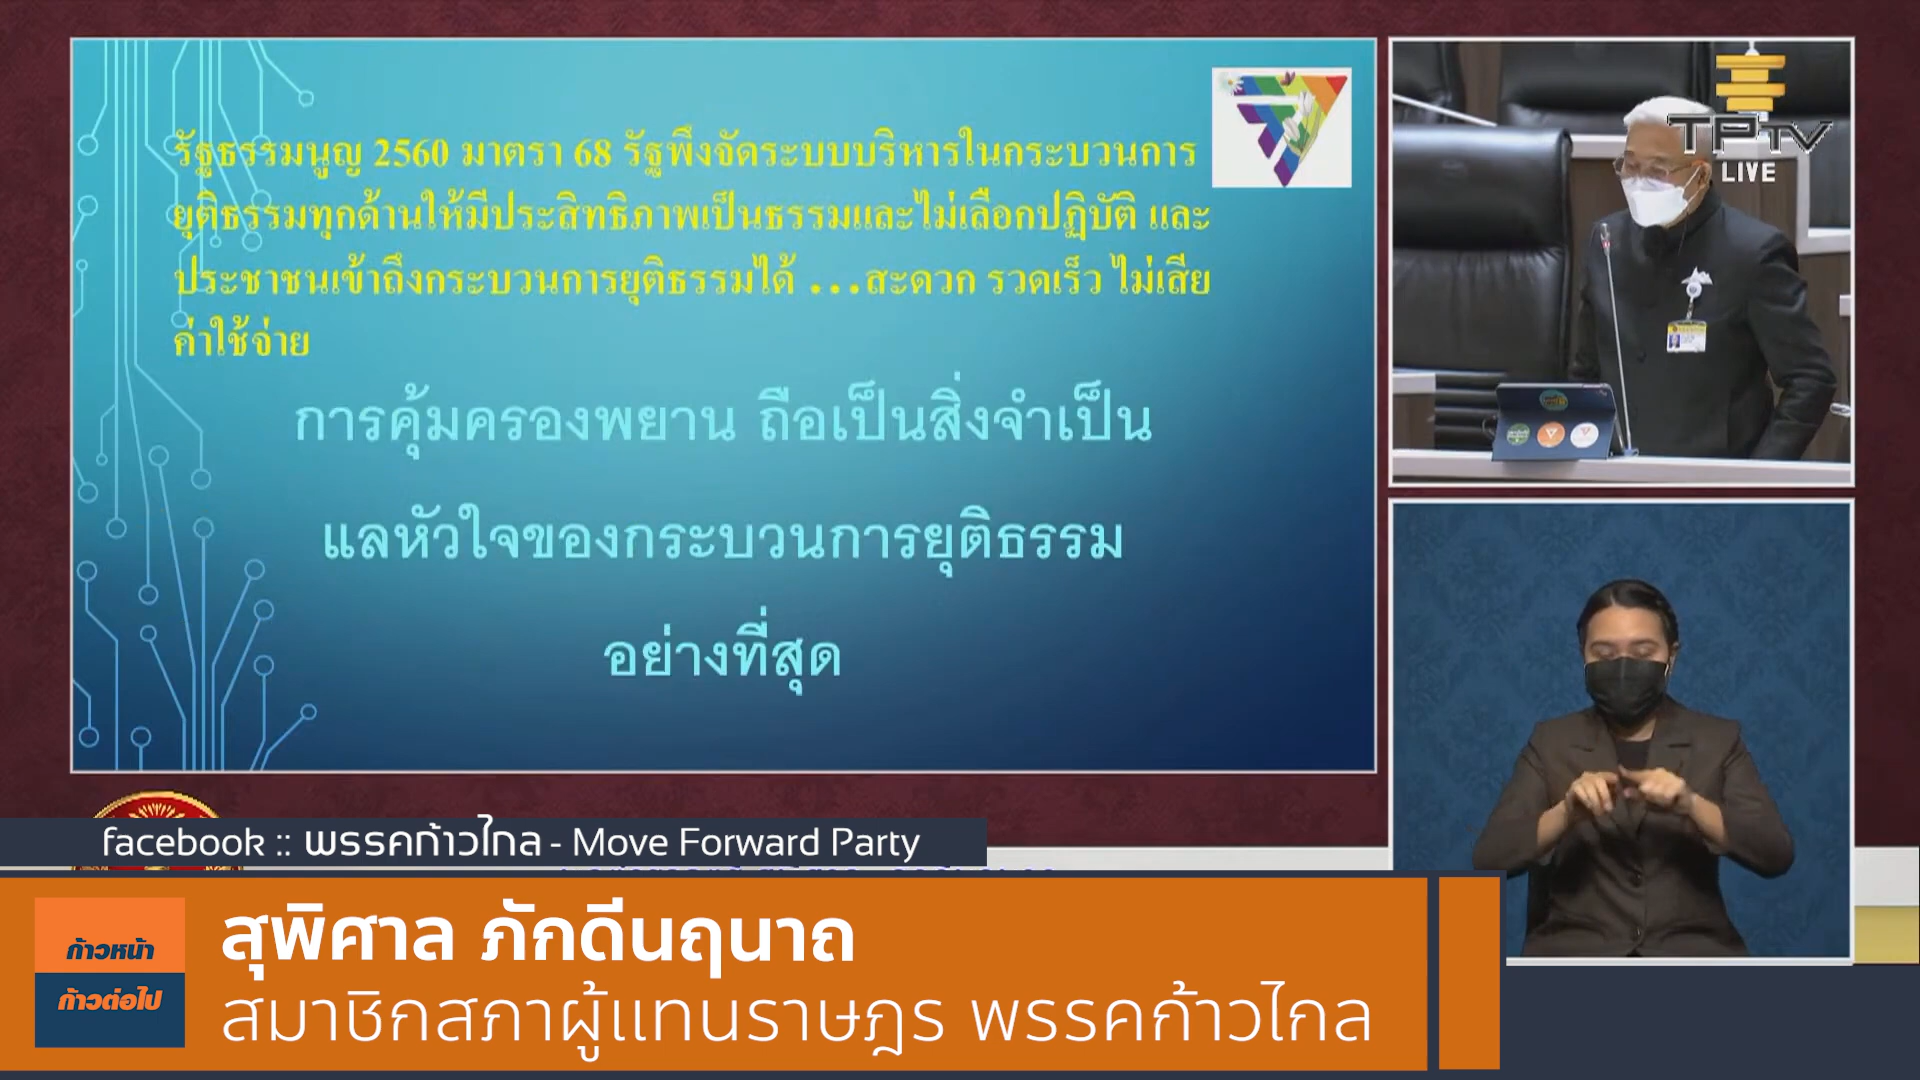 รัฐธรรมนูญ 2560 มาตรา 68 รัฐพึงจัดระบบบริหารในกระบวนการ
ยุติธรรมทุกด้านให้มีประสิทธิภาพเป็นธรรมและไม่เลือกปฏิบัติ และ
ประชาชนเข้าถึงกระบวนการยุติธรรมได้ ...สะดวก รวดเร็ว ไม่เสีย
ค่าใช้จ่าย
การคุ้มครองพยาน ถือเป็นสิ่งจำเป็น
แลหัวใจของกระบวนการยุติธรรม
อย่างที่สุด
TPTV
LIVE
facebook :: พรรคก้าวไกล - Move Forward Party
ก้าวหน้า
ก้าวต่อไป
สุพิศาล ภักดีนฤนาถ
สมาชิกสภาผู้แทนราษฎร พรรคก้าวไกล